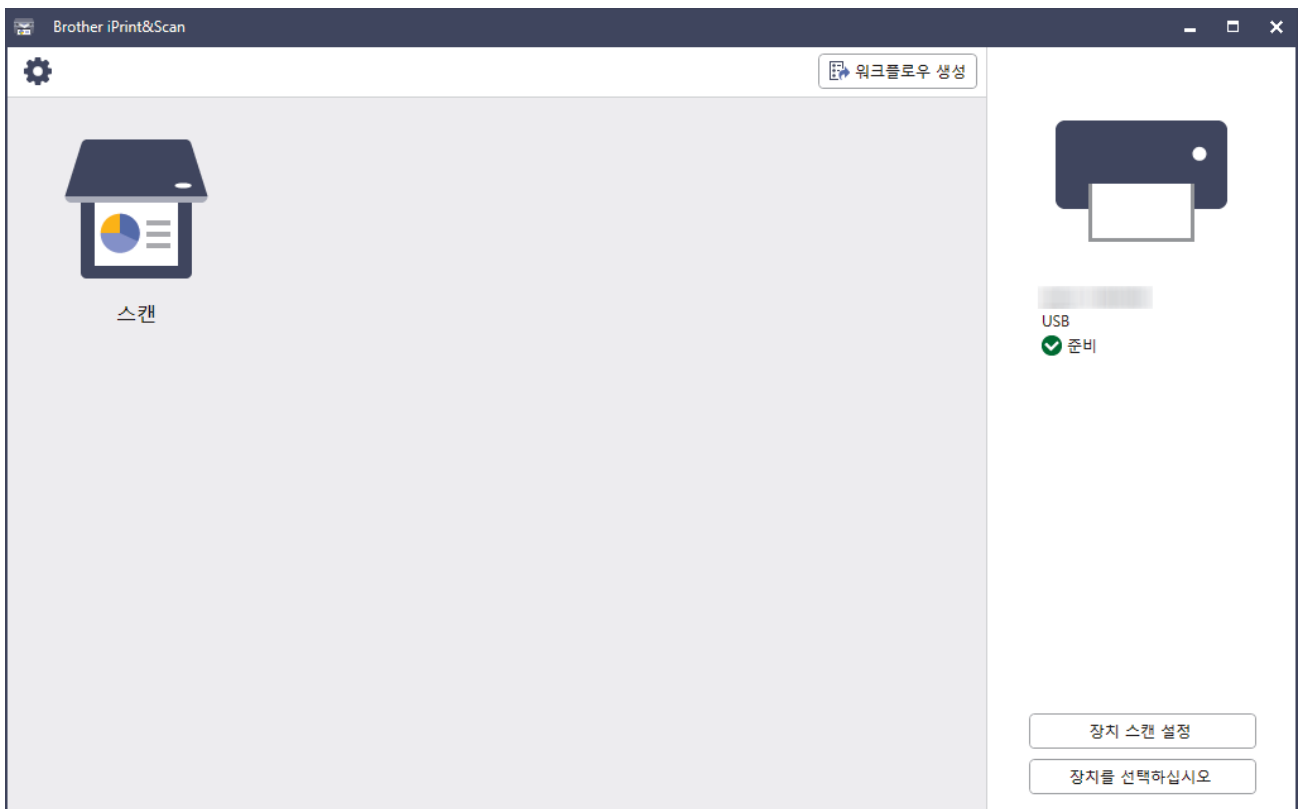 Brother iPrint&Scan
워크플로우 생성
스캔
USB
준비
장치 스캔 설정
장치를 선택하십시오